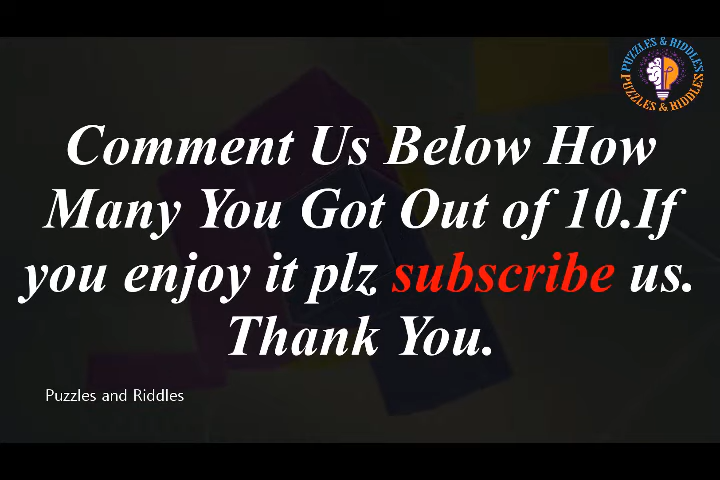 PUZZLES & RIDDLES
PUZZLES & RIDDLES
Comment Us Below How
Many You Got Out of 10.If
you enjoy it plz subscribe us.
Thank You.
Puzzles and Riddles